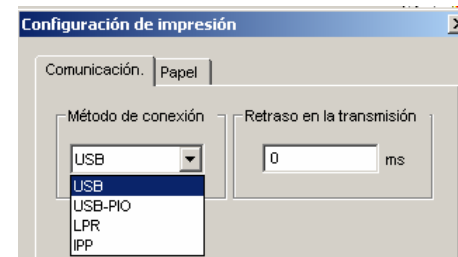 Configuración de impresión
Comunicación. Papel
Método de conexión Retraso en la transmisión
USB 0 ms
USB
USB-PIO
LPR
IPP